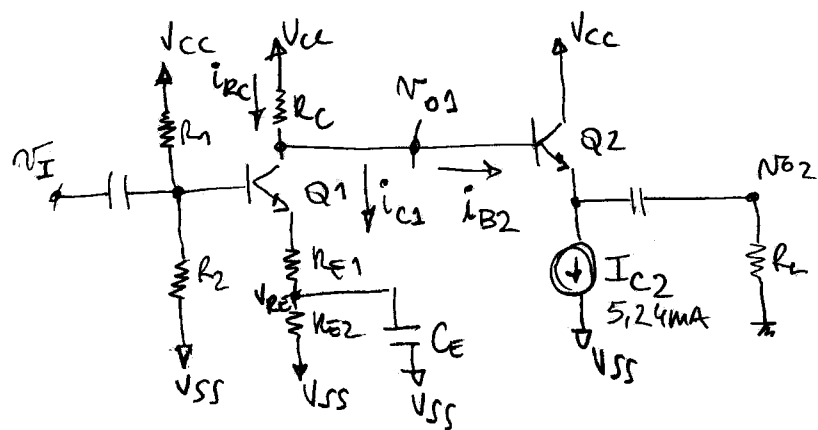 VCC
VCC
VCC
iRC
RC
R1
vo1
Q2
vI
Q1
iC1
iB2
vo2
R2
RE1
VRE
RE2
CE
IC2
5,24mA
RL
VSS
VSS
VSS
VSS